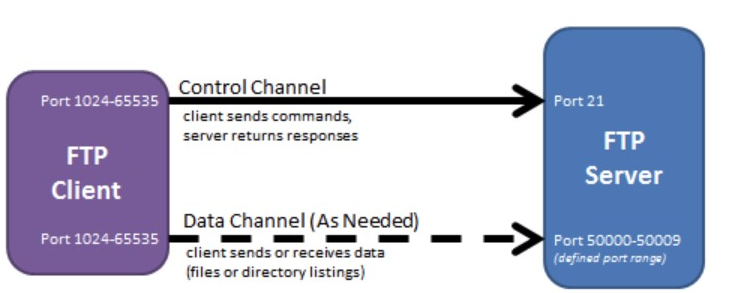 Control Channel
Port 1024-65535
Port 21
client sends commands,
server returns responses
FTP
Client
FTP
Server
Data Channel (As Needed)
Port 1024-65535
Port 50000-50009
client sends or receives data
(defined port range)
(files or directory listings)